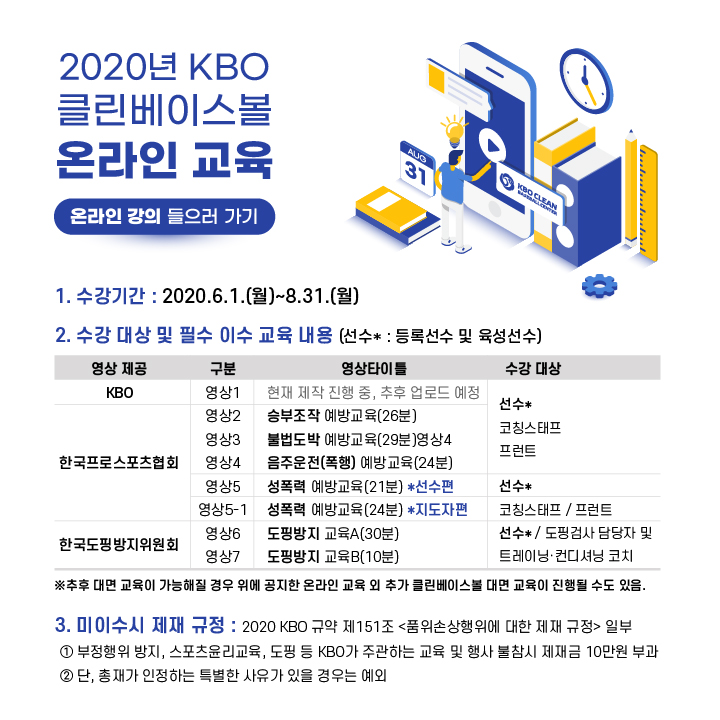 2020년 KBO
클린베이스볼
온라인 교육
온라인 강의 들으러 가기
AUG
31
KBO CLEAN
BASEBALL CENTER
1. 수강기간 : 2020.6.1.(월)~8.31.(월)
2. 수강 대상 및 필수 이수 교육 내용 (선수* : 등록선수 및 육성선수)
영상 제공 구분 영상타이틀 수강 대상
KBO 영상1 현재 제작 진행 중, 추후 업로드 예정
선수*
코칭스태프
프런트
한국프로스포츠협회
영상2 승부조작 예방교육(26분)
영상3 불법도박 예방교육(29분)영상4
영상4 음주운전(폭행) 예방교육(24분)
영상5 성폭력 예방교육(21분) *선수편 선수*
영상5-1 성폭력 예방교육(24분) *지도자편 코칭스태프 / 프런트
한국도핑방지위원회
영상6 도핑방지 교육A(30분) 선수* / 도핑검사 담당자 및
영상7 도핑방지 교육B(10분) 트레이닝·컨디셔닝 코치
※추후 대면 교육이 가능해질 경우 위에 공지한 온라인 교육 외 추가 클린베이스볼 대면 교육이 진행될 수도 있음.
3. 미이수시 제재 규정 : 2020 KBO 규약 제151조 <품위손상행위에 대한 제재 규정> 일부
① 부정행위 방지, 스포츠윤리교육, 도핑 등 KBO가 주관하는 교육 및 행사 불참시 제재금 10만원 부과
② 단, 총재가 인정하는 특별한 사유가 있을 경우는 예외